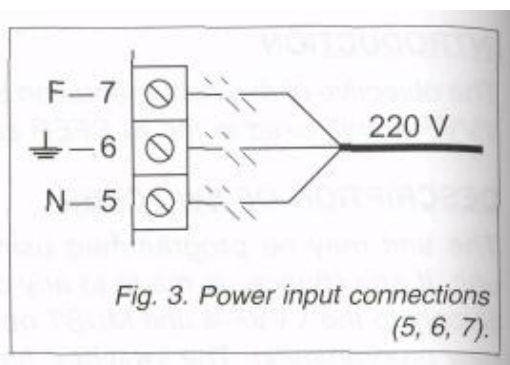 F 7
6
N 5
220 V
Fig. 3. Power input connections
(5, 6, 7).